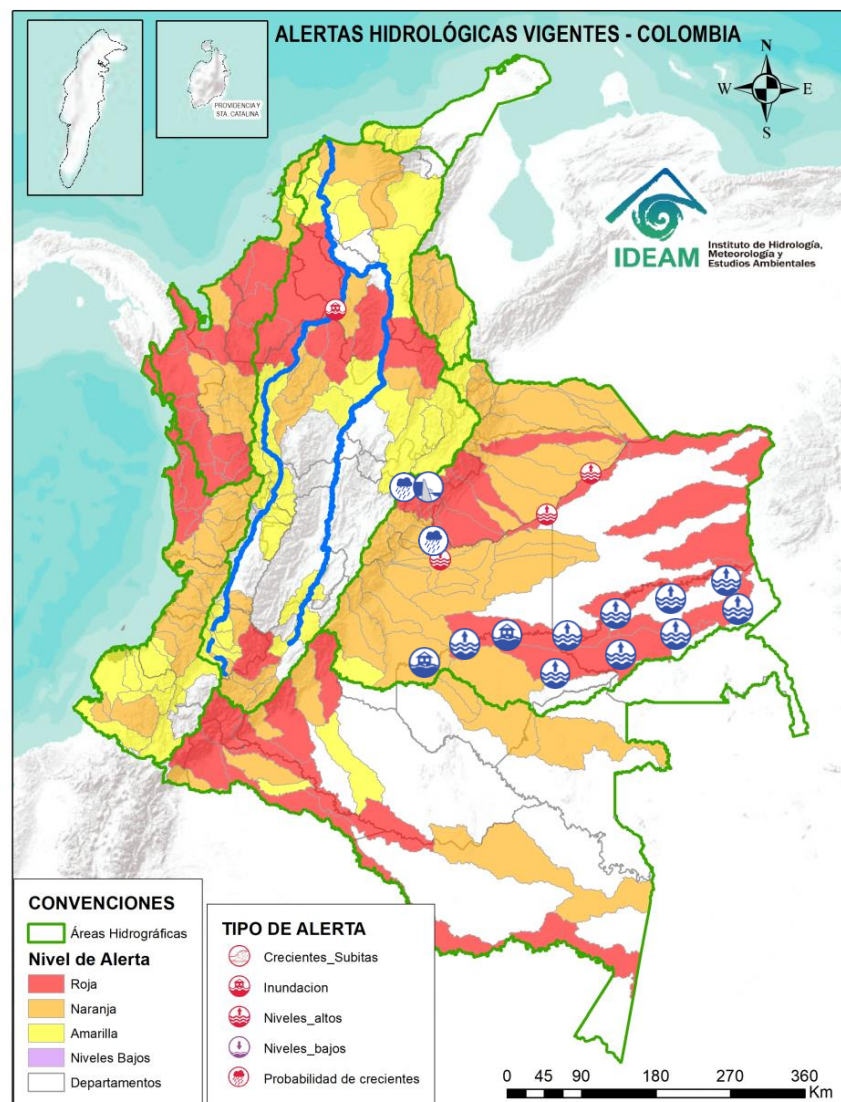 ALERTAS HIDROLÓGICAS VIGENTES - COLOMBIA
PROVIDENCIA Y
STA. CATALINA
N
W E
S
IDEAM
Instituto de Hidrología,
Meteorología y
Estudios Ambientales
CONVENCIONES
Áreas Hidrográficas
Nivel de Alerta
Roja
Naranja
Amarilla
Niveles Bajos
Departamentos
TIPO DE ALERTA
Crecientes_Subitas
Inundacion
Niveles_altos
Niveles_bajos
Probabilidad de crecientes
0 45 90 180 270 360
Km